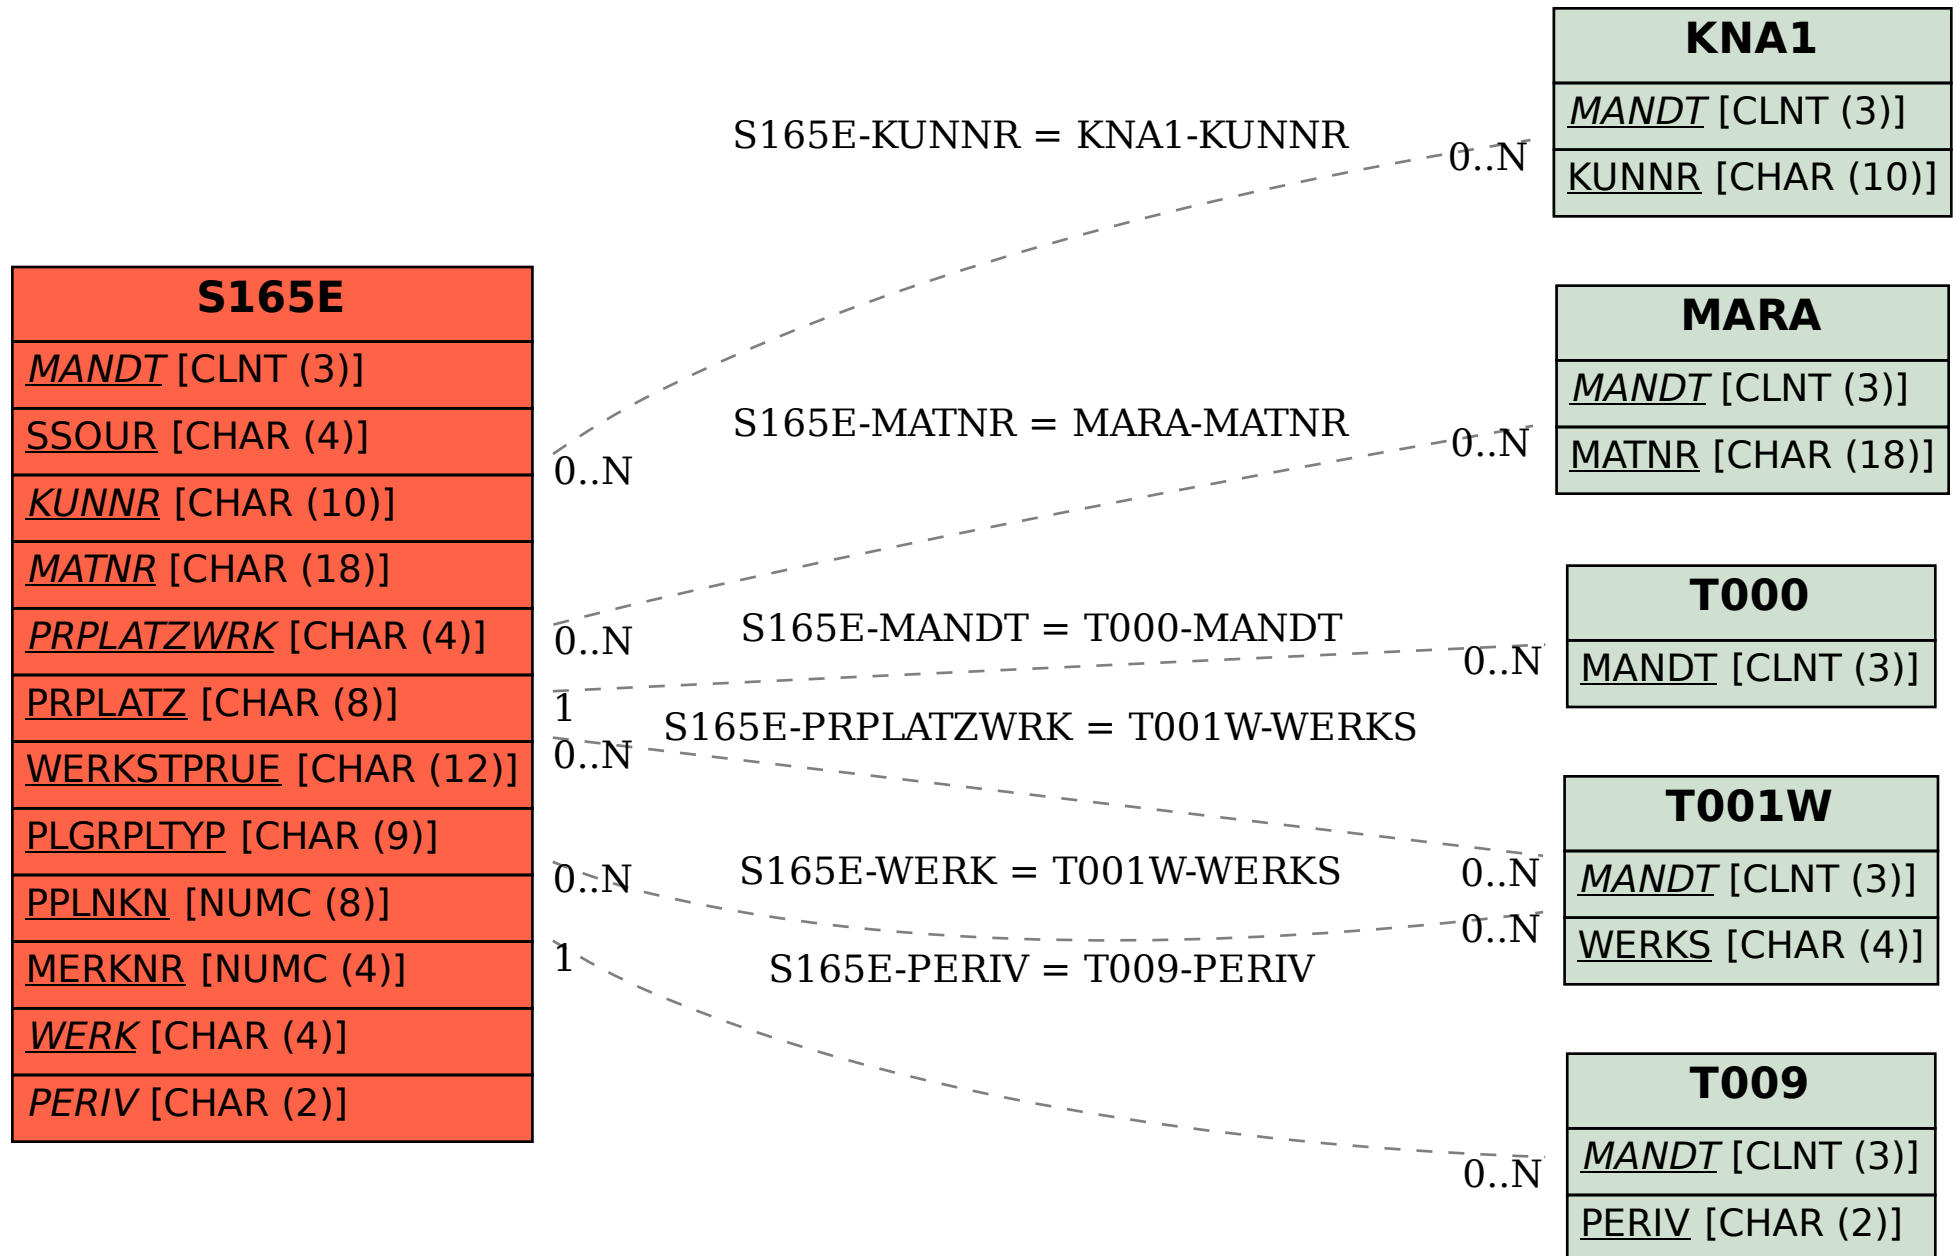 S165E
MANDT [CLNT (3)]
SSOUR [CHAR (4)]
KUNNR [CHAR (10)]
MATNR [CHAR (18)]
PRPLATZWRK [CHAR (4)]
PRPLATZ [CHAR (8)]
WERKSTPRUE [CHAR (12)]
PLGRPLTYP [CHAR (9)]
PPLNKN [NUMC (8)]
MERKNR [NUMC (4)]
WERK [CHAR (4)]
PERIV [CHAR (2)]
S165E-KUNNR = KNA1-KUNNR
0..N
0..N
S165E-MATNR = MARA-MATNR
0..N
0..N
S165E-MANDT = T000-MANDT
0..N
1
S165E-PRPLATZWRK = T001W-WERKS
0..N
0..N
S165E-WERK = T001W-WERKS
0..N
0..N
S165E-PERIV = T009-PERIV
1
0..N
KNA1
MANDT [CLNT (3)]
KUNNR [CHAR (10)]
MARA
MANDT [CLNT (3)]
MATNR [CHAR (18)]
T000
MANDT [CLNT (3)]
T001W
MANDT [CLNT (3)]
WERKS [CHAR (4)]
T009
MANDT [CLNT (3)]
PERIV [CHAR (2)]